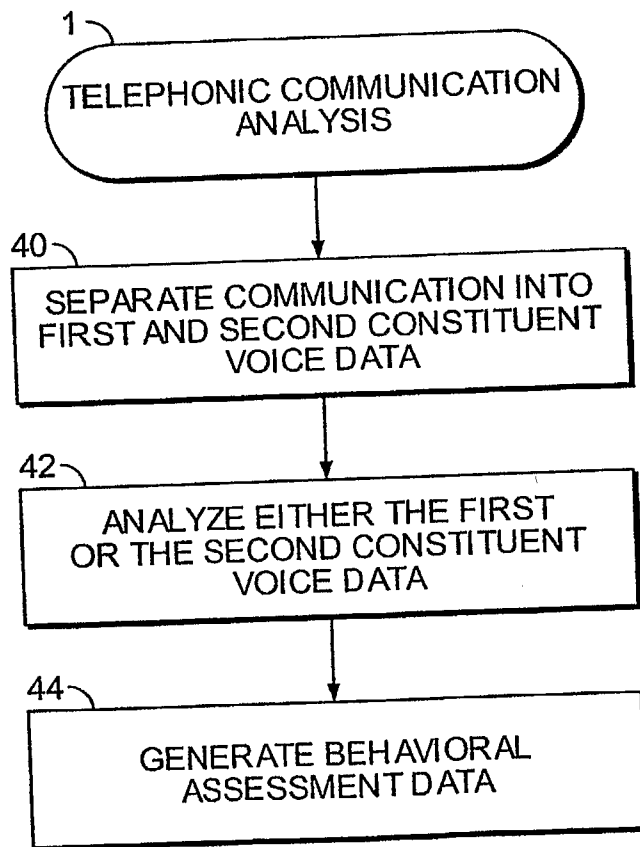 1
TELEPHONIC COMMUNICATION
ANALYSIS
40
SEPARATE COMMUNICATION INTO
FIRST AND SECOND CONSTITUENT
VOICE DATA
42
ANALYZE EITHER THE FIRST
OR THE SECOND CONSTITUENT
VOICE DATA
44
GENERATE BEHAVIORAL
ASSESSMENT DATA